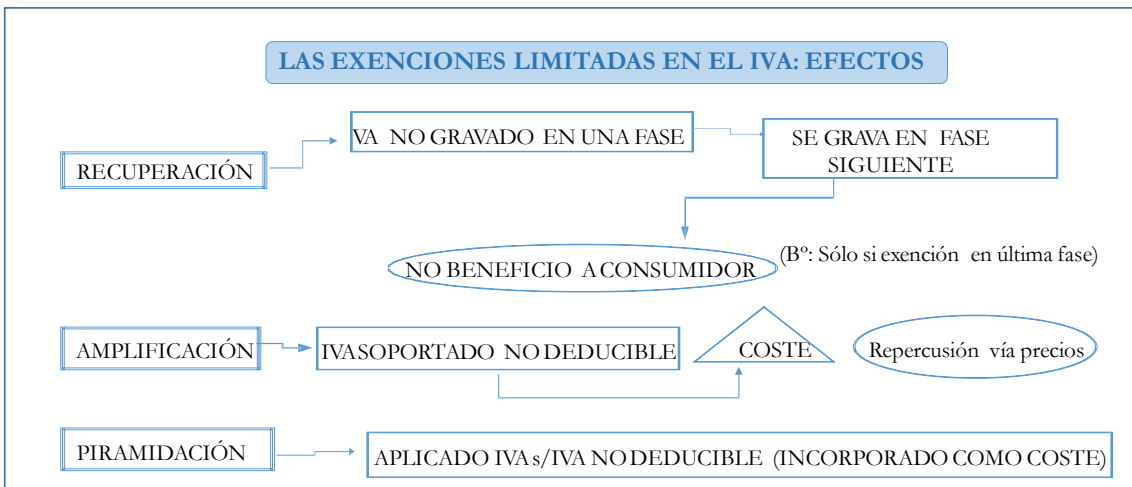 LAS EXENCIONES LIMITADAS EN EL IVA: EFECTOS
RECUPERACIÓN
VA NO GRAVADO EN UNA FASE
SE GRAVA EN FASE
SIGUIENTE
NO BENEFICIO A CONSUMIDOR
(Bº: Sólo si exención en última fase)
AMPLIFICACIÓN
IVA SOPORTADO NO DEDUCIBLE
COSTE
Repercusión vía precios
PIRAMIDACIÓN
APLICADO IVA s/IVA NO DEDUCIBLE (INCORPORADO COMO COSTE)